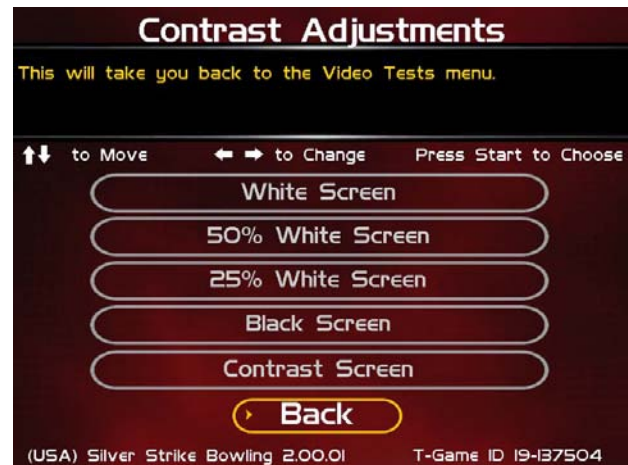 Contrast Adjustments
This will take you back to the Video Tests menu.
to Move to Change Press Start to Choose
White Screen
50% White Screen
25% White Screen
Black Screen
Contrast Screen
Back
(USA) Silver Strike Bowling 2.00.01 T-Game ID 19-137504